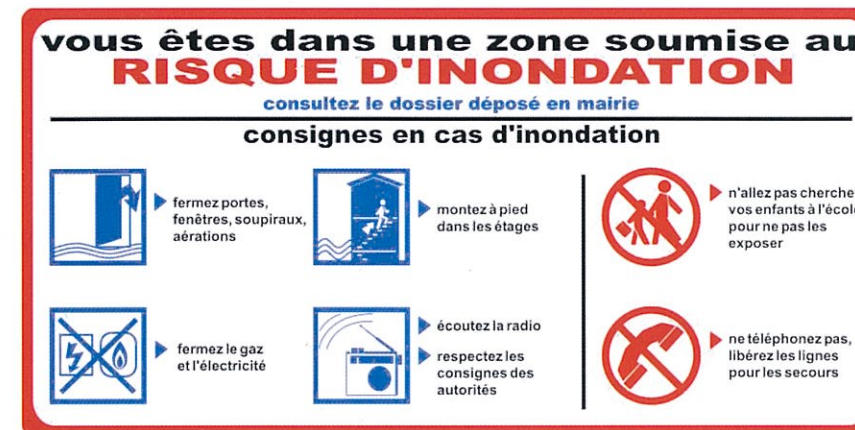 vous êtes dans une zone soumise au
RISQUE D'INONDATION
consultez le dossier déposé en mairie
consignes en cas d'inondation
fermez portes,
fenêtres, soupiraux,
aérations
montez à pied
dans les étages
n'allez pas cherche
vos enfants à l'écol
pour ne pas les
exposer
fermez le gaz
et l'électricité
écoutez la radio
respectez les
consignes des
autorités
ne téléphonez pas,
libérez les lignes
pour les secours